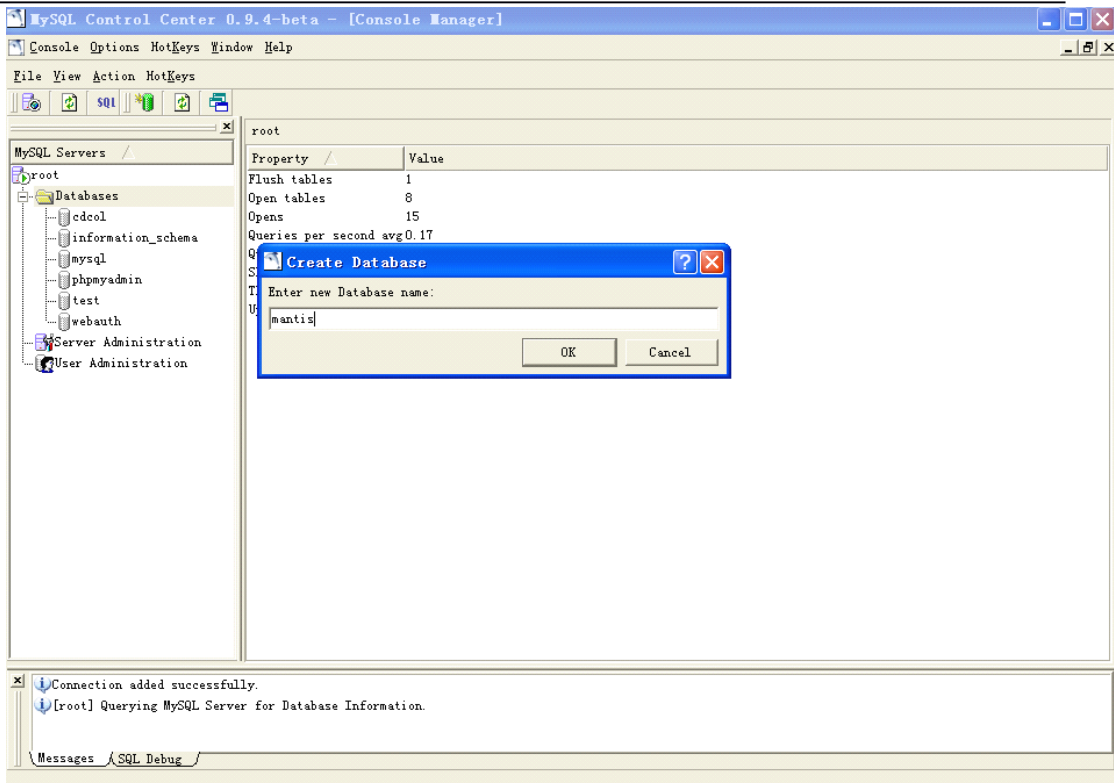 MySQL Control Center 0.9.4-beta - [Console Manager]
Console Options HotKeys Window Help
File View Action HotKeys
SQL
MySQL Servers
root
Databases
cdcol
information_schema
mysql
phpmyadmin
test
webauth
Server Administration
User Administration
root
Property Value
Flush tables 1
Open tables 8
Opens 15
Queries per second avg 0.17
Create Database
Enter new Database name:
mantis
OK Cancel
Connection added successfully.
[root] Querying MySQL Server for Database Information.
Messages SQL Debug